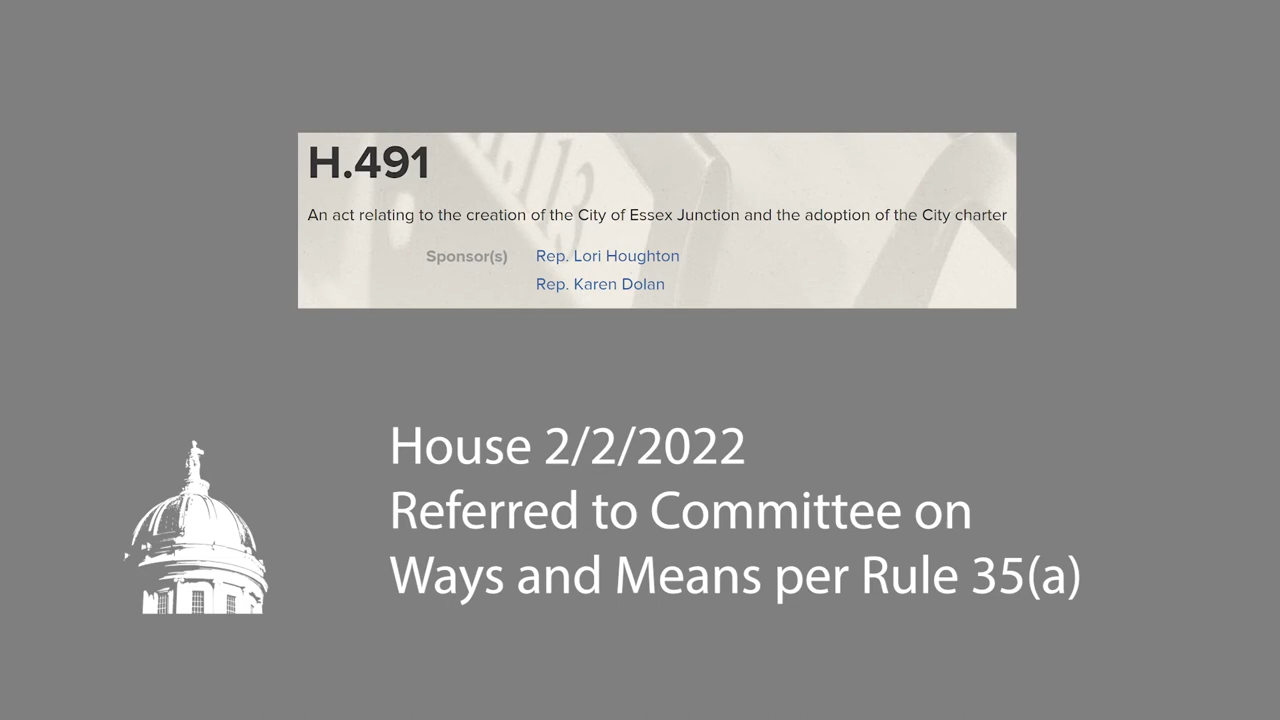 H.491
An act relating to the creation of the City of Essex Junction and the adoption of the City charter
Sponsor(s) Rep. Lori Houghton
Rep. Karen Dolan
House 2/2/2022
Referred to Committee on
Ways and Means per Rule 35(a)